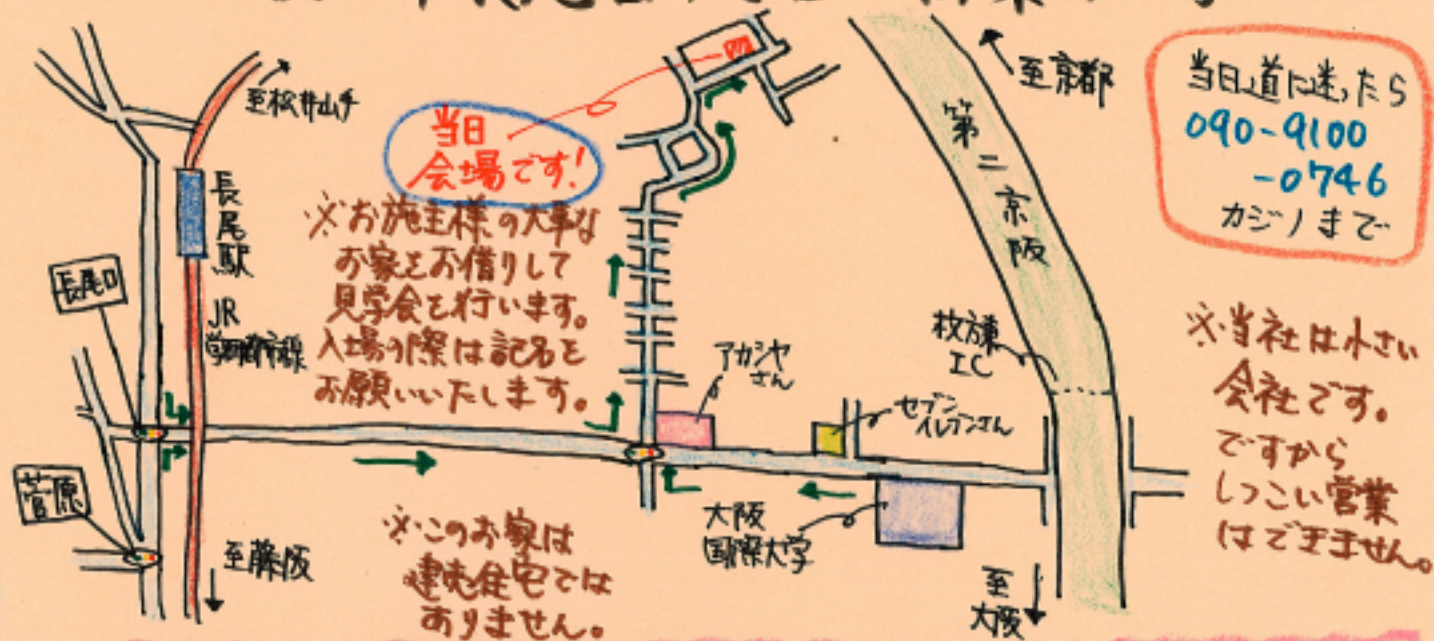 至京都
当日道に迷ったら
090-9100
-0746
カジノまで
至松井山手
当日
会場です!
第二京阪
長尾駅
※お施主様の大事な
お家をお借りして
見学会を行います。
入場の際は記名を
お願いいたします。
長尾口
JR
学研都市線
枚方東
IC
アカシヤ
さん
セブン
イレブンさん
※当社は小さい
会社です。
ですから
しつこい営業
はできません。
菅原
大阪
国際大学
※このお家は
建売住宅では
ありません。
至藤阪
至
大阪